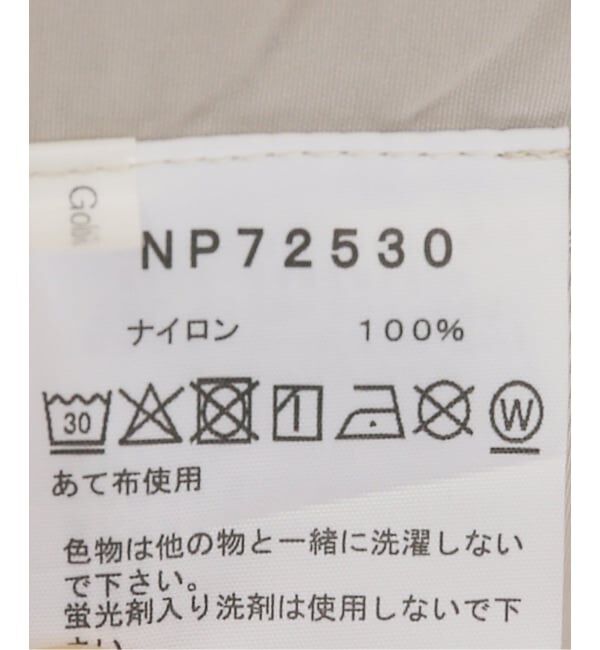 NP72530
ナイロン 100%
30
W
あて布使用
色物は他の物と一緒に洗濯しない
で下さい。
蛍光剤入り洗剤は使用しないで下
さい